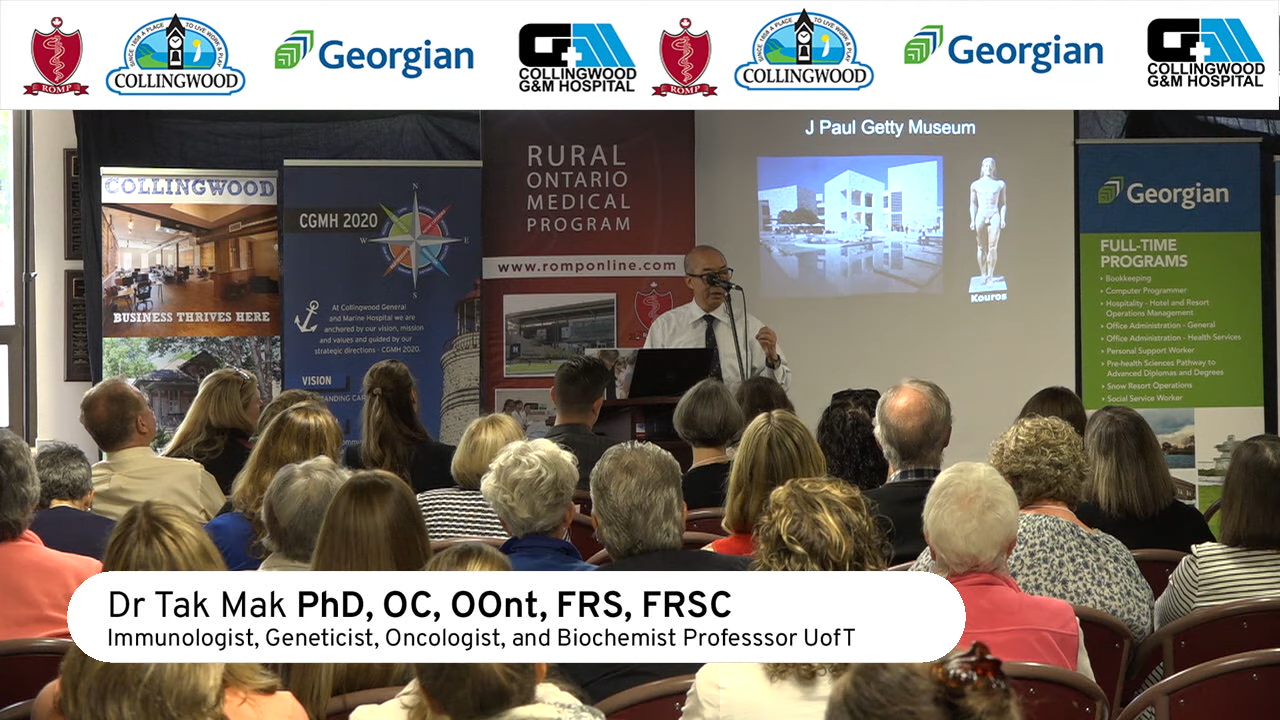 SINCE 1858 A PLACE TO LIVE WORK & PLAY
SINCE 1858 A PLACE TO LIVE WORK & PLAY
ROMP
COLLINGWOOD
Georgian
COLLINGWOOD
G&M HOSPITAL
ROMP
COLLINGWOOD
Georgian
COLLINGWOOD
G&M HOSPITAL
J Paul Getty Museum
Kouros
COLLINGWOOD
BUSINESS THRIVES HERE
CGMH 2020
N
W
E
S
At Collingwood General
and Marine Hospital we are
anchored by our vision, mission
and values and guided by our
strategic directions - CGMH 2020.
VISION
RURAL
ONTARIO
MEDICAL
PROGRAM
www.romponline.com
Georgian
FULL-TIME
PROGRAMS
Bookkeeping
Computer Programmer
Hospitality - Hotel and Resort
Operations Management
Office Administration - General
Office Administration - Health Services
Personal Support Worker
Pre-health Sciences Pathway to
Advanced Diplomas and Degrees
Snow Resort Operations
Social Service Worker
Dr Tak Mak PhD, OC, OOnt, FRS, FRSC
Immunologist, Geneticist, Oncologist, and Biochemist Professsor UofT